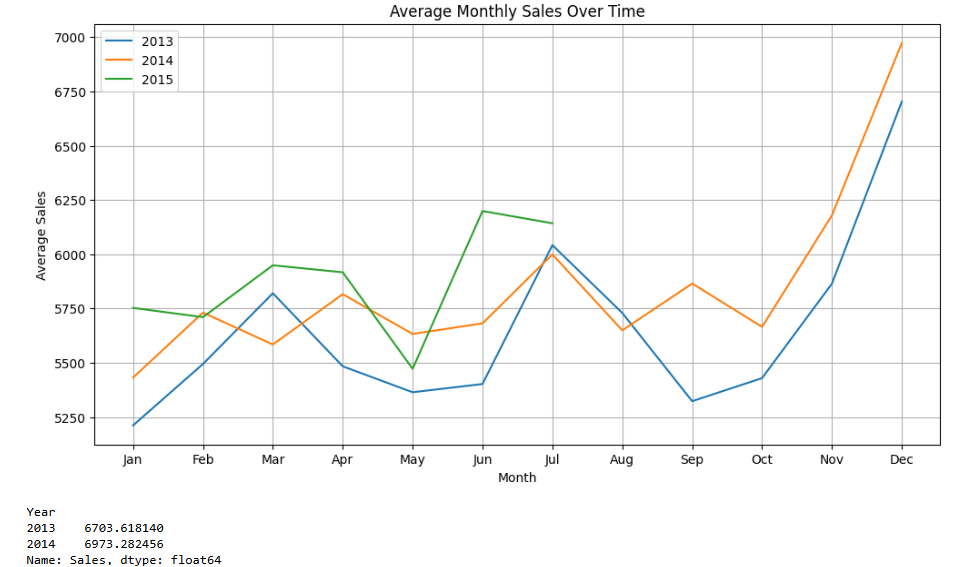 Average Monthly Sales Over Time
2013
2014
2015
7000
6750
6500
6250
6000
5750
5500
5250
Average Sales
Jan Feb Mar Apr May Jun Jul Aug Sep Oct Nov Dec
Month
Year
2013    6703.618140
2014    6973.282456
Name: Sales, dtype: float64